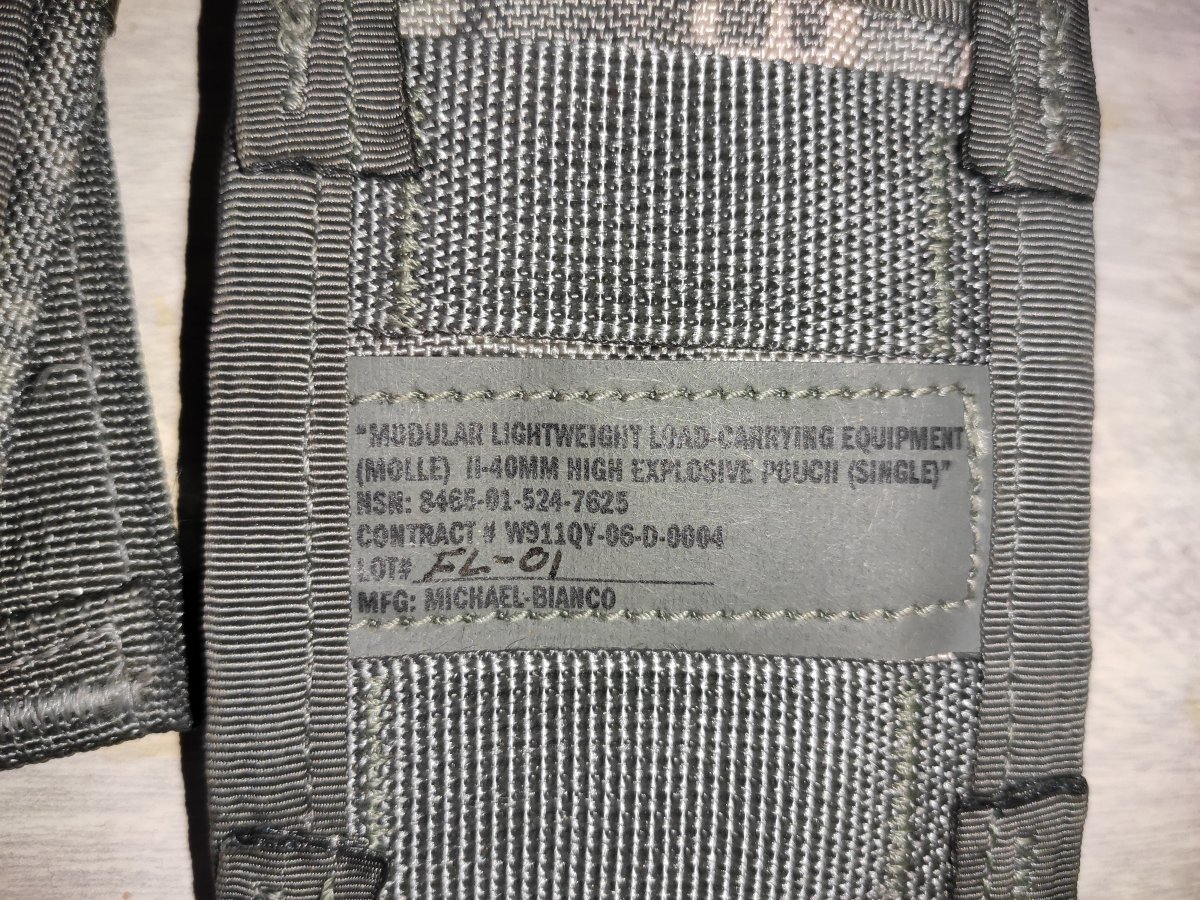 "MODULAR LIGHTWEIGHT LOAD-CARRYING EQUIPMENT
(MOLLE) II-40MM HIGH EXPLOSIVE POUCH (SINGLE)"
NSN: 8465-01-524-7625
CONTRACT # W911QY-06-D-0004
LOT# FL-01
MFG: MICHAEL-BIANCO